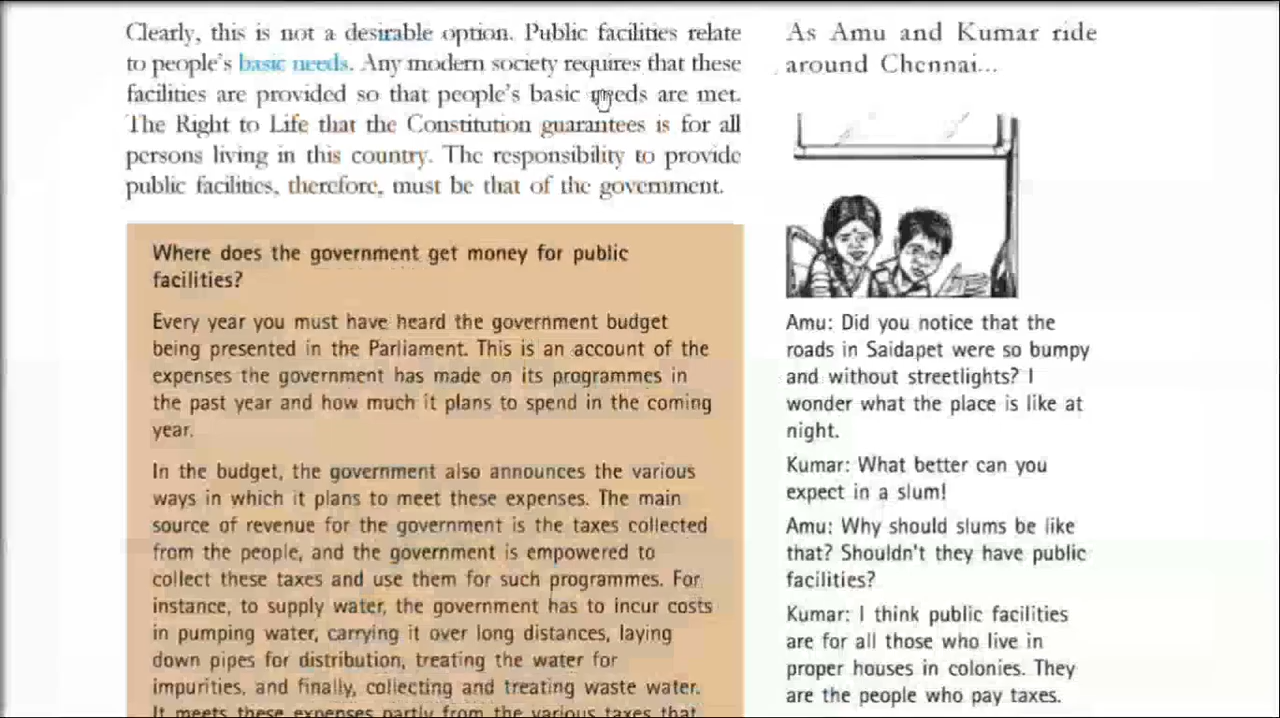 Clearly, this is not a desirable option. Public facilities relate
to people's basic needs. Any modern society requires that these
facilities are provided so that people's basic needs are met.
The Right to Life that the Constitution guarantees is for all
persons living in this country. The responsibility to provide
public facilities, therefore, must be that of the government.
Where does the government get money for public
facilities?
Every year you must have heard the government budget
being presented in the Parliament. This is an account of the
expenses the government has made on its programmes in
the past year and how much it plans to spend in the coming
year.
In the budget, the government also announces the various
ways in which it plans to meet these expenses. The main
source of revenue for the government is the taxes collected
from the people, and the government is empowered to
collect these taxes and use them for such programmes. For
instance, to supply water, the government has to incur costs
in pumping water, carrying it over long distances, laying
down pipes for distribution, treating the water for
impurities, and finally, collecting and treating waste water.
It meets these expenses partly from the various taxes that
As Amu and Kumar ride
around Chennai...
Amu: Did you notice that the
roads in Saidapet were so bumpy
and without streetlights? I
wonder what the place is like at
night.
Kumar: What better can you
expect in a slum!
Amu: Why should slums be like
that? Shouldn't they have public
facilities?
Kumar: I think public facilities
are for all those who live in
proper houses in colonies. They
are the people who pay taxes.